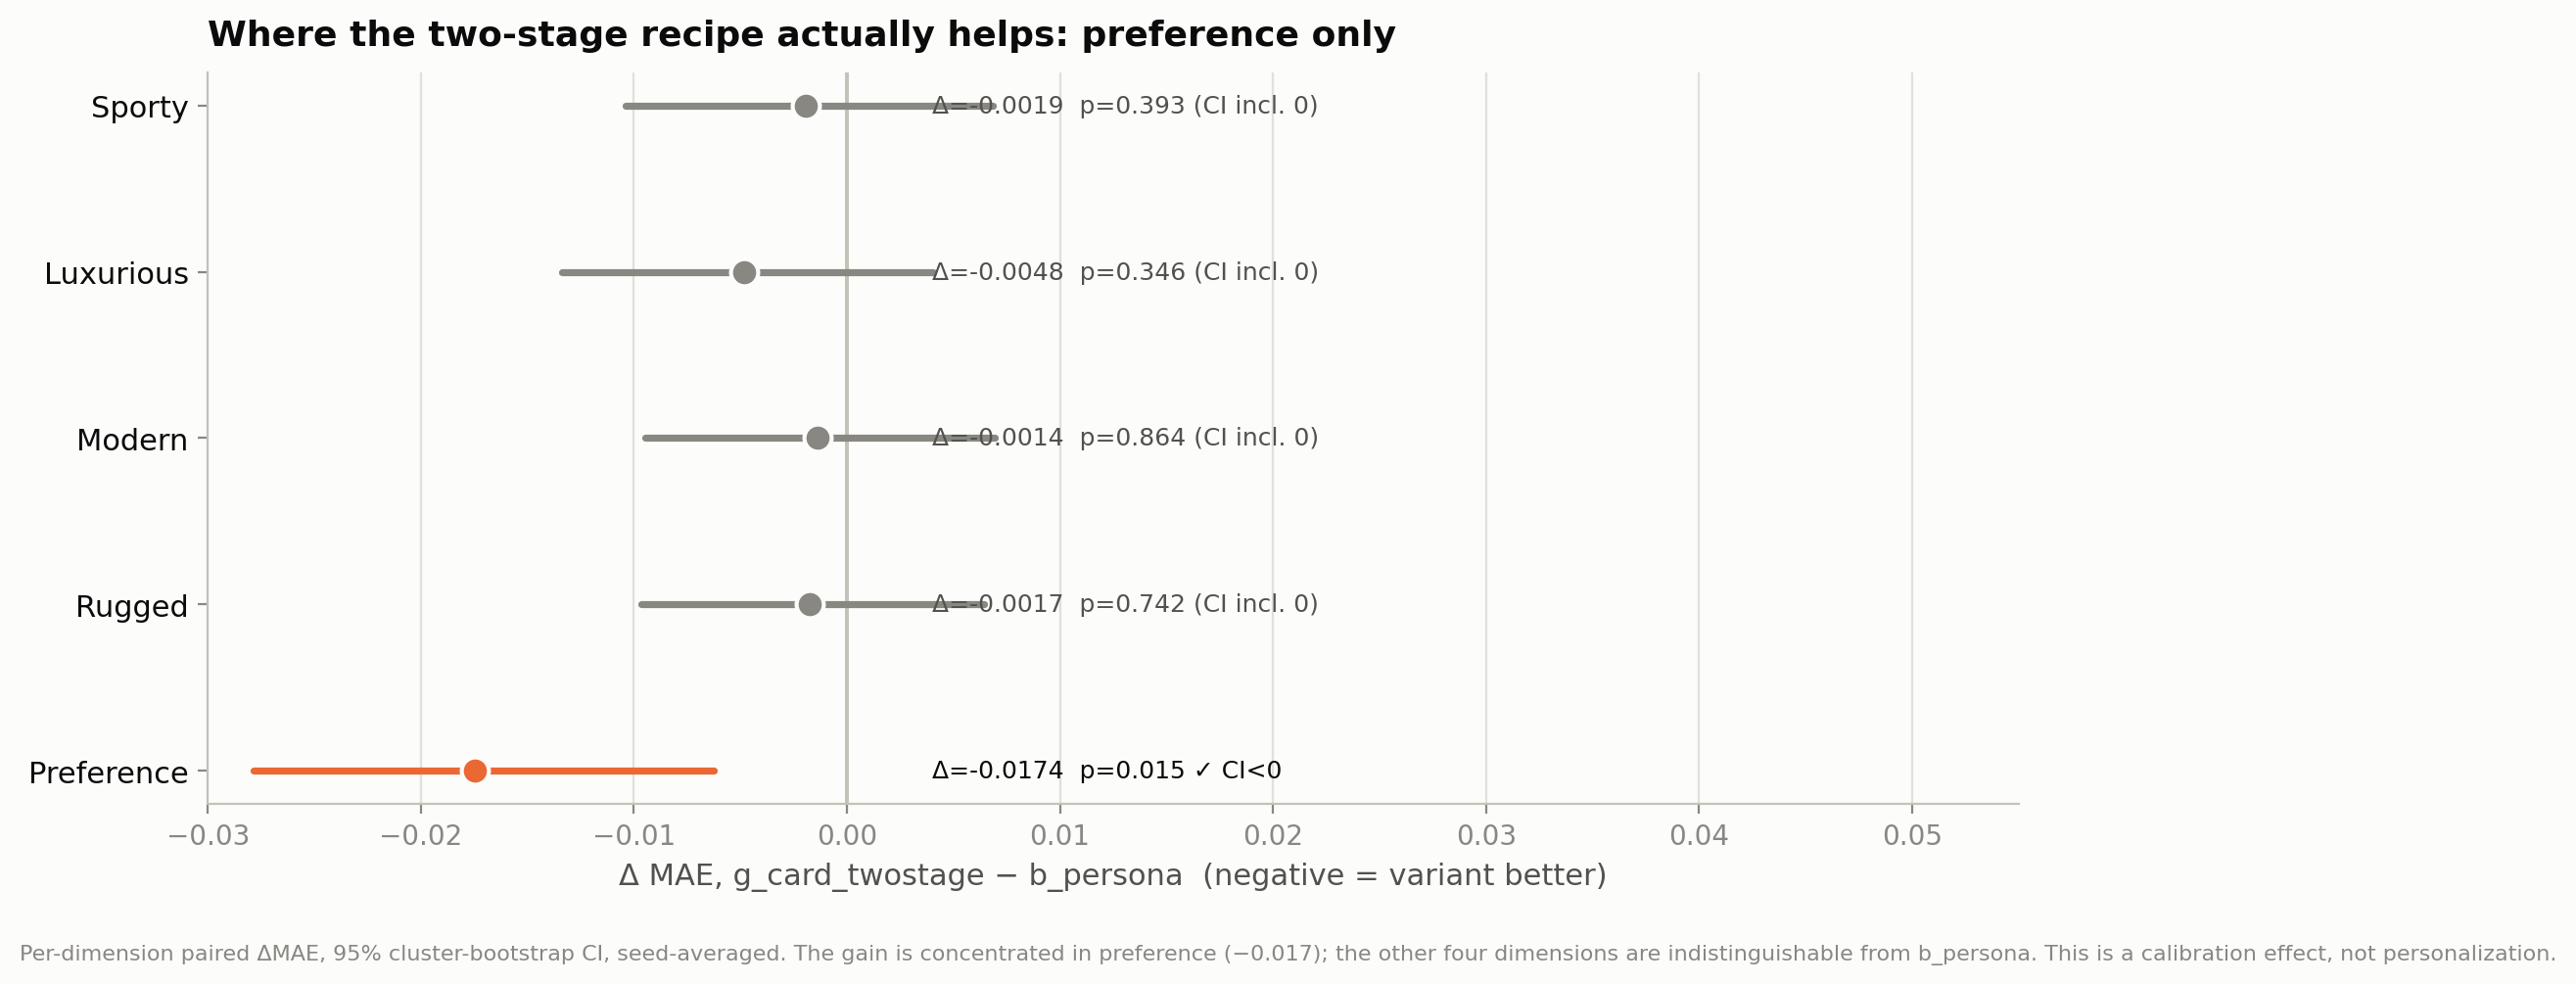 Where the two-stage recipe actually helps: preference only
Sporty
Δ=-0.0019 p=0.393 (CI incl. 0)
Luxurious
Δ=-0.0048 p=0.346 (CI incl. 0)
Modern
Δ=-0.0014 p=0.864 (CI incl. 0)
Rugged
Δ=-0.0017 p=0.742 (CI incl. 0)
Preference
Δ=-0.0174 p=0.015 ✓ CI<0
−0.03 −0.02 −0.01 0.00 0.01 0.02 0.03 0.04 0.05
Δ MAE, g_card_twostage − b_persona (negative = variant better)
Per-dimension paired ΔMAE, 95% cluster-bootstrap CI, seed-averaged. The gain is concentrated in preference (−0.017); the other four dimensions are indistinguishable from b_persona. This is a calibration effect, not personalization.